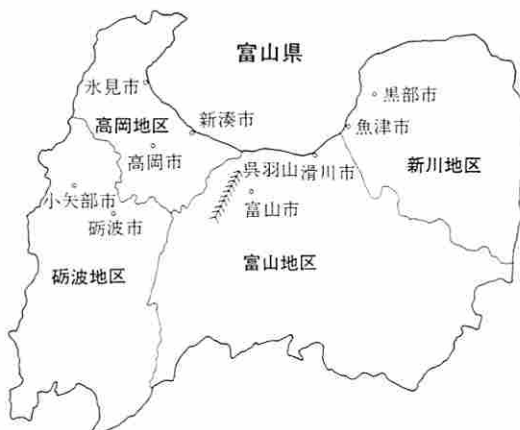 富山県
氷見市
黒部市
新湊市
魚津市
高岡地区
高岡市
呉羽山
滑川市
新川地区
小矢部市
富山市
砺波市
砺波地区
富山地区